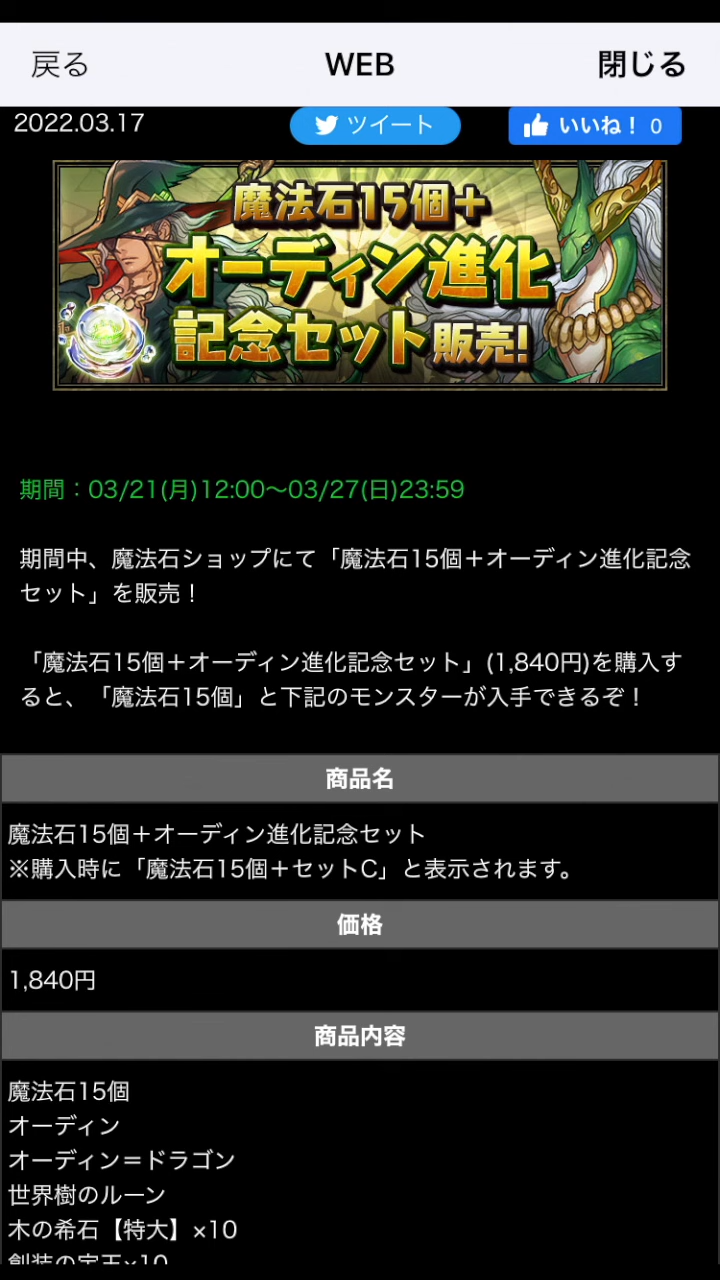 戻る WEB 閉じる
2022.03.17 ツイート いいね！ 0
魔法石15個＋
オーディン進化
記念セット販売!
期間：03/21(月)12:00～03/27(日)23:59
期間中、魔法石ショップにて「魔法石15個＋オーディン進化記念
セット」を販売！
「魔法石15個＋オーディン進化記念セット」(1,840円)を購入す
ると、「魔法石15個」と下記のモンスターが入手できるぞ！
商品名
魔法石15個＋オーディン進化記念セット
※購入時に「魔法石15個＋セットC」と表示されます。
価格
1,840円
商品内容
魔法石15個
オーディン
オーディン＝ドラゴン
世界樹のルーン
木の希石【特大】×10
創装の宝玉×10